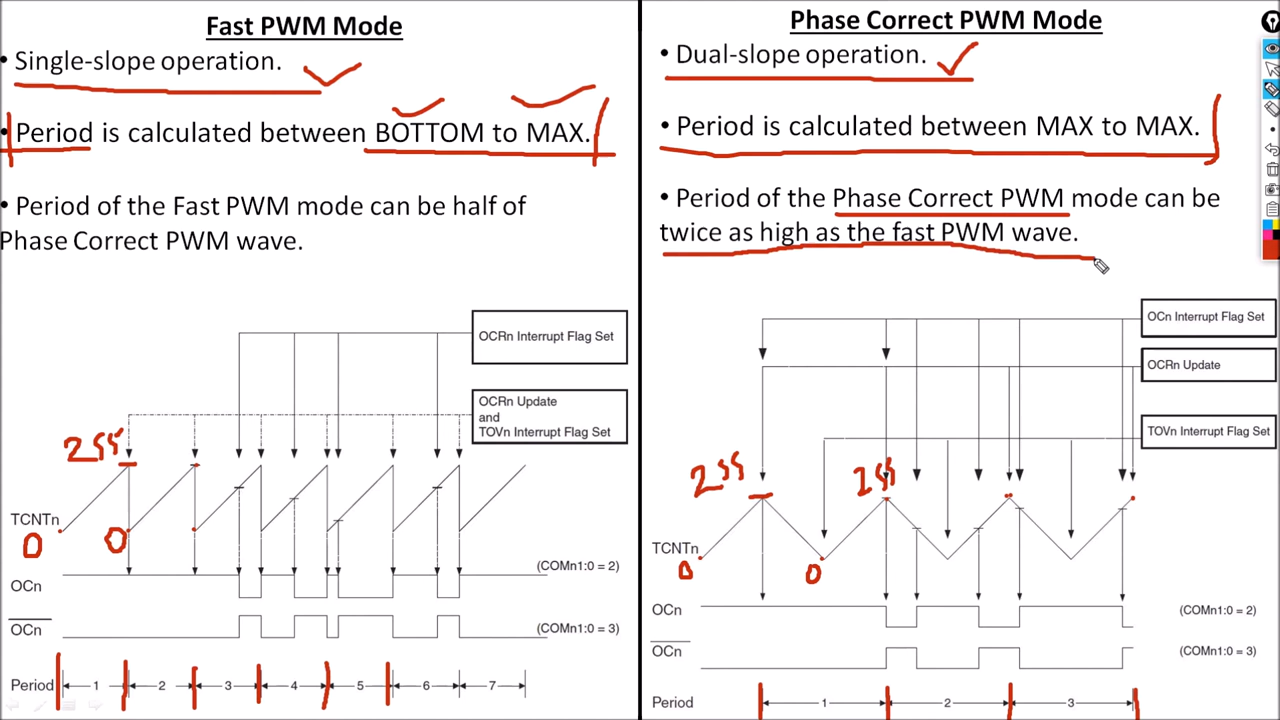 Fast PWM Mode
• Single-slope operation.
• Period is calculated between BOTTOM to MAX.
• Period of the Fast PWM mode can be half of
Phase Correct PWM wave.
OCRn Interrupt Flag Set
OCRn Update
and
TOVn Interrupt Flag Set
255
TCNTn
0
0
(COMn1:0 = 2)
OCn
OCn
(COMn1:0 = 3)
Period
1
2
3
4
5
6
7
Phase Correct PWM Mode
• Dual-slope operation.
• Period is calculated between MAX to MAX.
• Period of the Phase Correct PWM mode can be
twice as high as the fast PWM wave.
OCn Interrupt Flag Set
OCRn Update
TOVn Interrupt Flag Set
255
255
TCNTn
0
0
OCn
(COMn1:0 = 2)
OCn
(COMn1:0 = 3)
Period
1
2
3